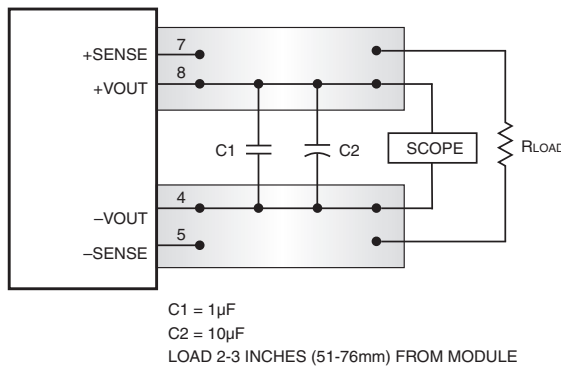 +SENSE 7
+VOUT 8
C1 C2 SCOPE RLOAD
–VOUT 4
–SENSE 5
C1 = 1µF
C2 = 10µF
LOAD 2-3 INCHES (51-76mm) FROM MODULE